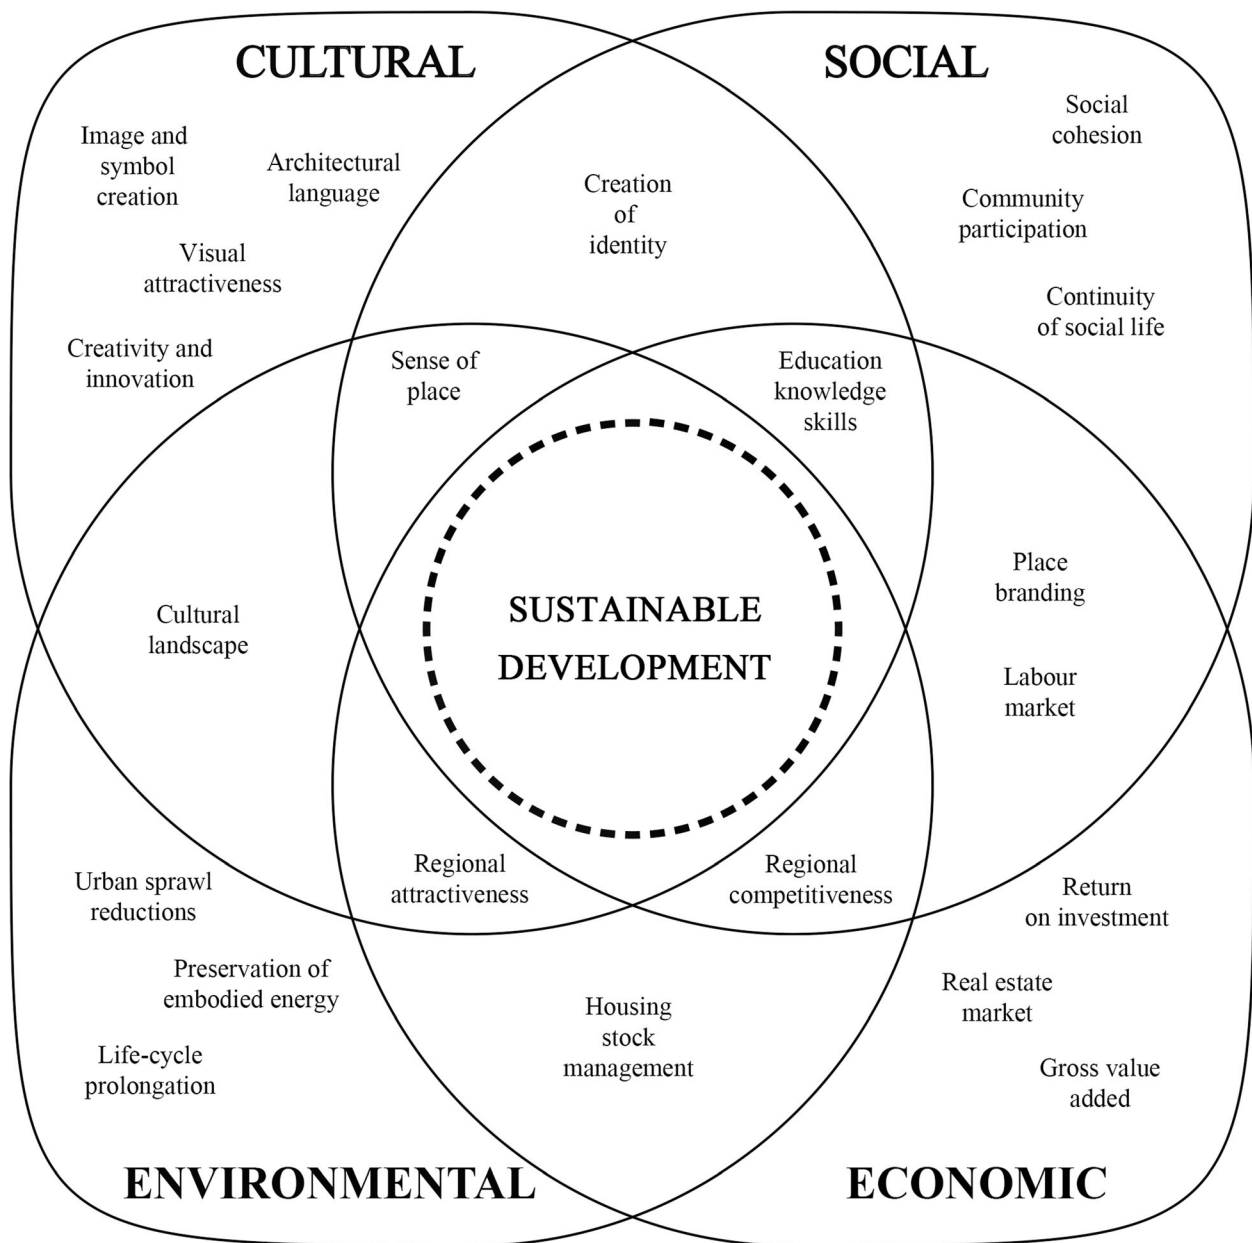 CULTURAL
SOCIAL
Image and
symbol
creation
Architectural
language
Visual
attractiveness
Creativity and
innovation
Creation
of
identity
Social
cohesion
Community
participation
Continuity
of social life
Sense of
place
Education
knowledge
skills
Cultural
landscape
SUSTAINABLE
DEVELOPMENT
Place
branding
Labour
market
Regional
attractiveness
Regional
competitiveness
Urban sprawl
reductions
Preservation of
embodied energy
Life-cycle
prolongation
Housing
stock
management
Return
on investment
Real estate
market
Gross value
added
ENVIRONMENTAL
ECONOMIC